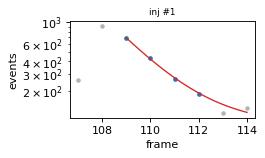 inj #1
10³
6 × 10²
4 × 10²
3 × 10²
2 × 10²
events
108 110 112 114
frame